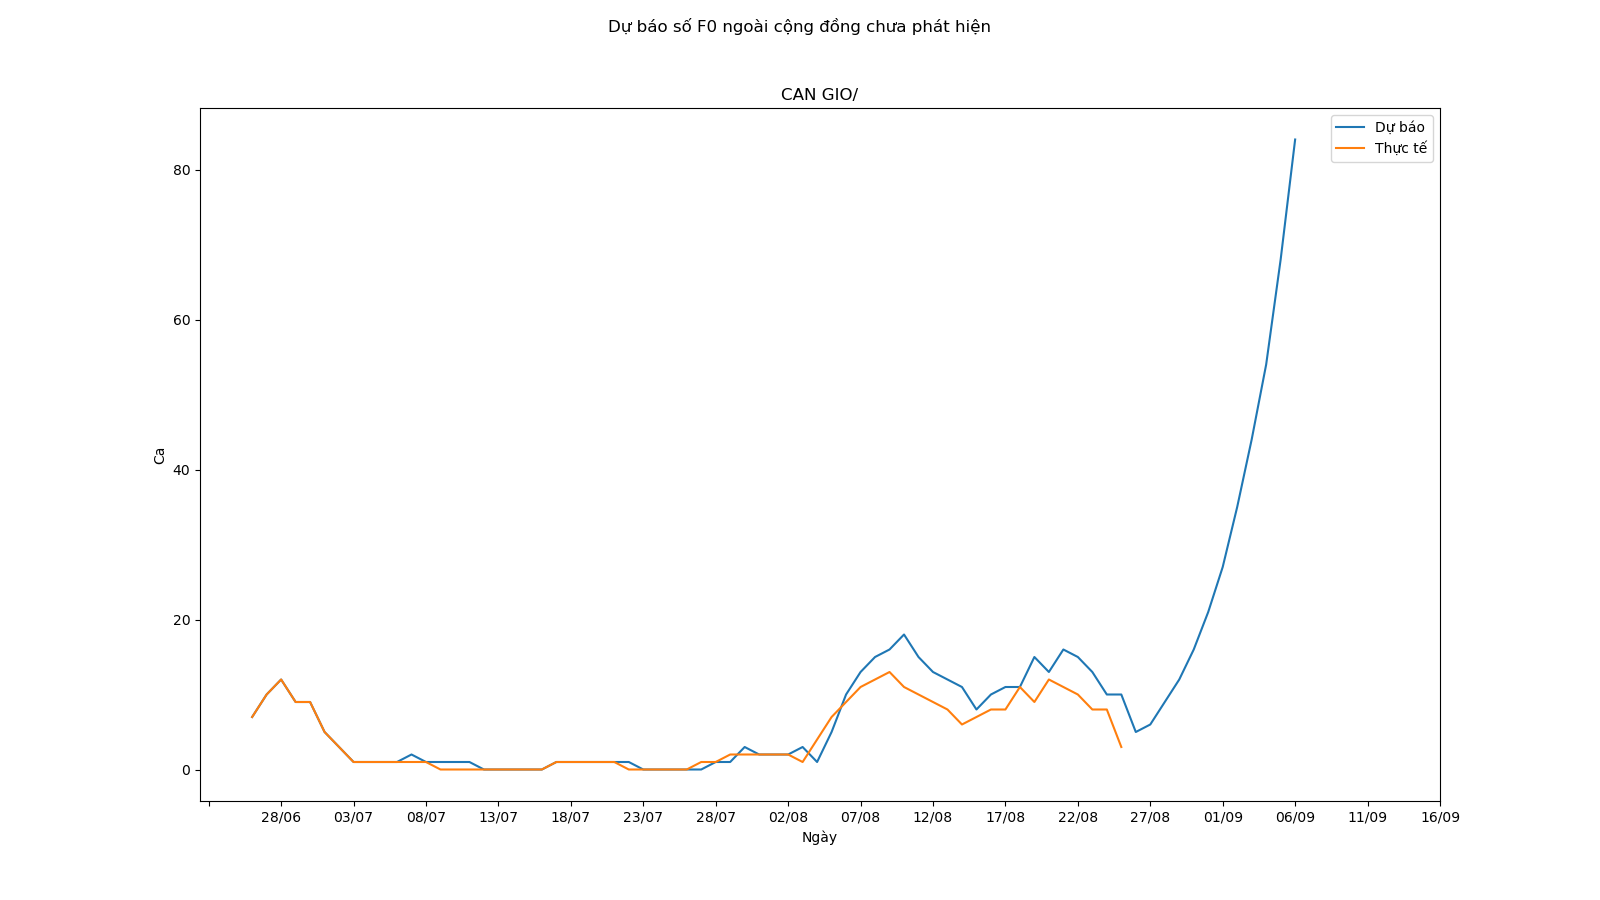 Dự báo số F0 ngoài cộng đồng chưa phát hiện
CAN GIO/
Dự báo
Thực tế
80
60
40
20
0
Ca
28/06 03/07 08/07 13/07 18/07 23/07 28/07 02/08 07/08 12/08 17/08 22/08 27/08 01/09 06/09 11/09 16/09
Ngày